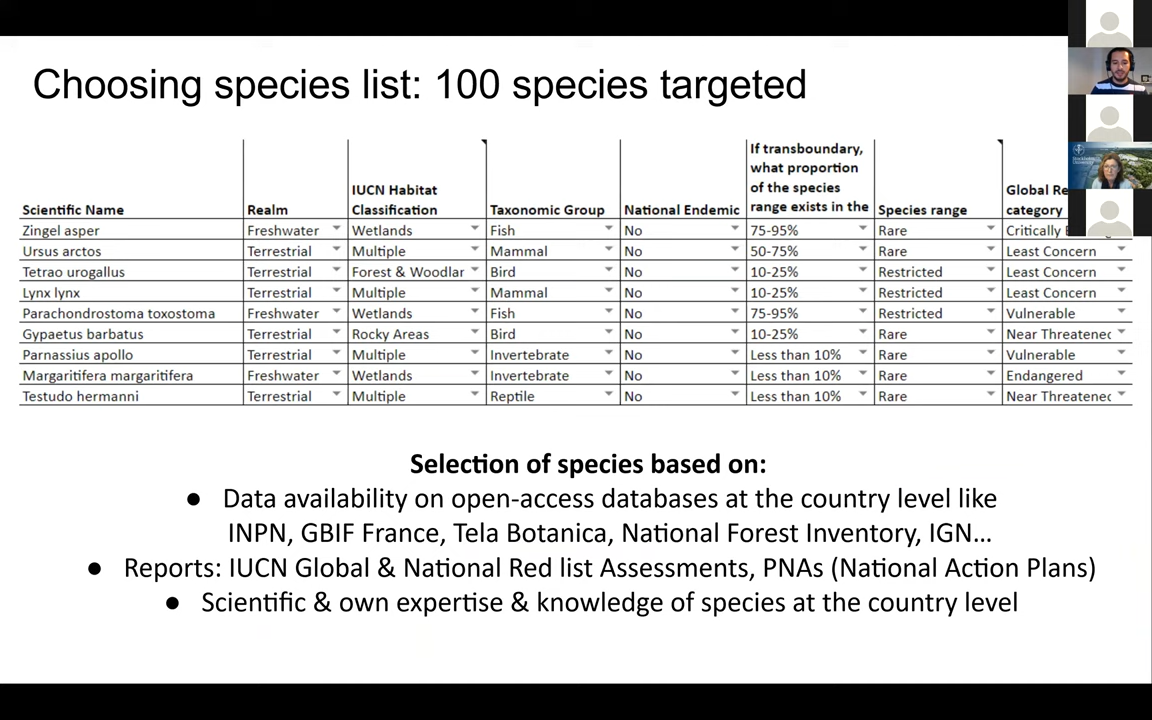 Choosing species list: 100 species targeted
If transboundary,
what proportion
of the species
range exists in the
IUCN Habitat
Classification
Global Re
category
Scientific Name Realm Taxonomic Group National Endemic Species range
Zingel asper Freshwater Wetlands Fish No 75-95% Rare Critically E
Ursus arctos Terrestrial Multiple Mammal No 50-75% Rare Least Concern
Tetrao urogallus Terrestrial Forest & Woodlar Bird No 10-25% Restricted Least Concern
Lynx lynx Terrestrial Multiple Mammal No 10-25% Restricted Least Concern
Parachondrostoma toxostoma Freshwater Wetlands Fish No 75-95% Restricted Vulnerable
Gypaetus barbatus Terrestrial Rocky Areas Bird No 10-25% Rare Near Threatened
Parnassius apollo Terrestrial Multiple Invertebrate No Less than 10% Rare Vulnerable
Margaritifera margaritifera Freshwater Wetlands Invertebrate No Less than 10% Rare Endangered
Testudo hermanni Terrestrial Multiple Reptile No Less than 10% Rare Near Threatened
Selection of species based on:
● Data availability on open-access databases at the country level like
INPN, GBIF France, Tela Botanica, National Forest Inventory, IGN…
● Reports: IUCN Global & National Red list Assessments, PNAs (National Action Plans)
● Scientific & own expertise & knowledge of species at the country level